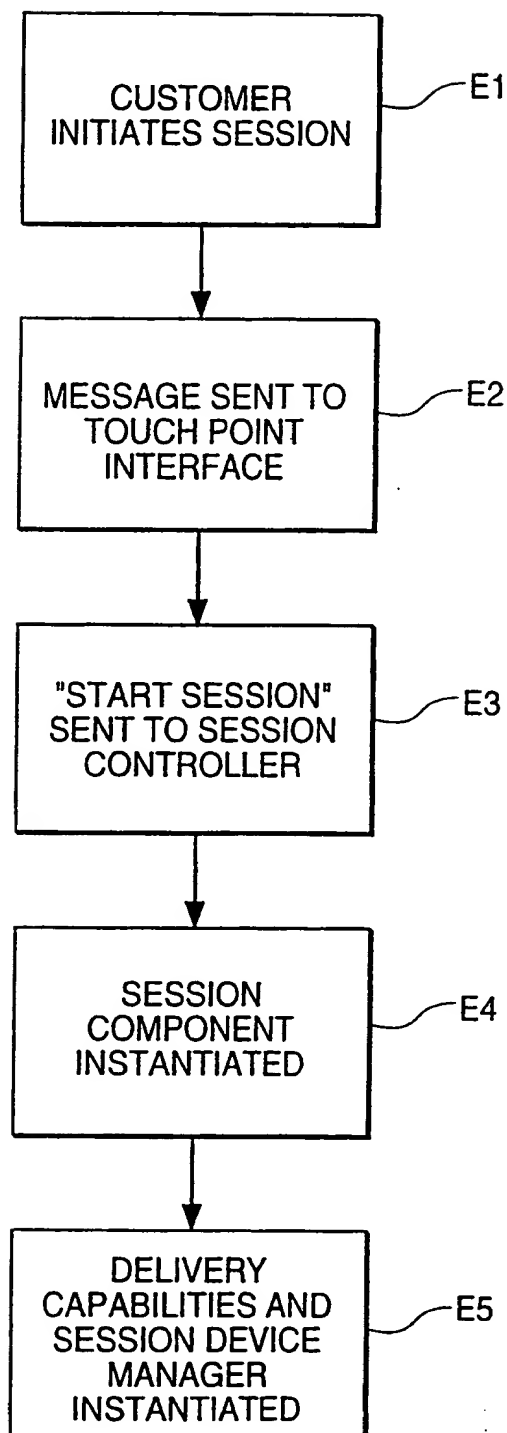 CUSTOMER
INITIATES SESSION
E1
MESSAGE SENT TO
TOUCH POINT
INTERFACE
E2
"START SESSION"
SENT TO SESSION
CONTROLLER
E3
SESSION
COMPONENT
INSTANTIATED
E4
DELIVERY
CAPABILITIES AND
SESSION DEVICE
MANAGER
INSTANTIATED
E5